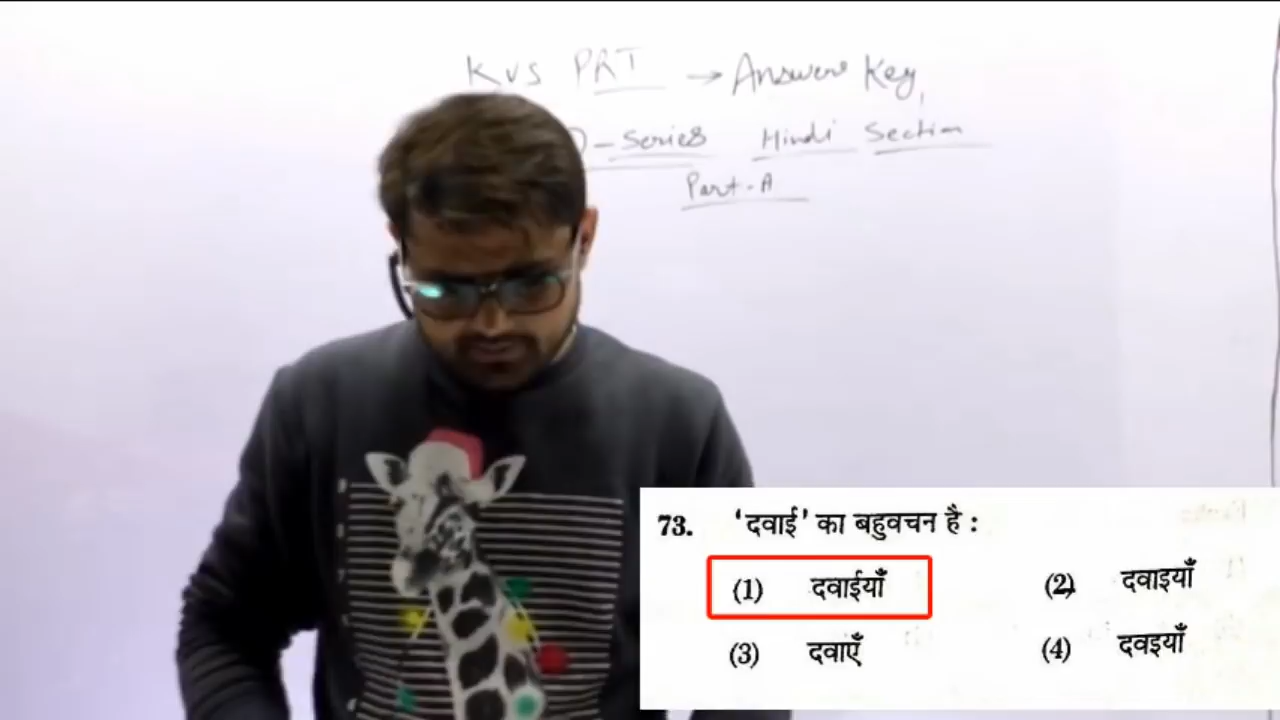 KVS PRT → Answer Key
D-Series Hindi Section
Part-A
73. 'दवाई' का बहुवचन है :
(1) दवाईयाँ (2) दवाइयाँ
(3) दवाएँ (4) दवइयाँ